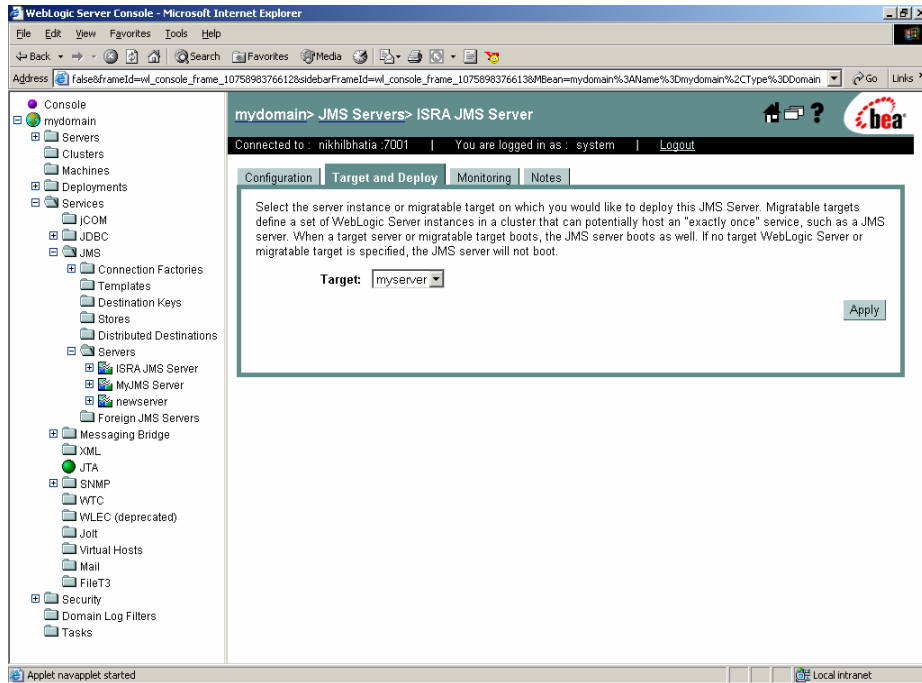 WebLogic Server Console - Microsoft Internet Explorer
File Edit View Favorites Tools Help
Back Search Favorites Media
Address false&frameId=wl_console_frame_1075898376612&sidebarFrameId=wl_console_frame_1075898376613&MBean=mydomain%3AName%3Dmydomain%2CType%3DDomain Go Links
Console
mydomain
Servers
Clusters
Machines
Deployments
Services
jCOM
JDBC
JMS
Connection Factories
Templates
Destination Keys
Stores
Distributed Destinations
Servers
ISRA JMS Server
MyJMS Server
newserver
Foreign JMS Servers
Messaging Bridge
XML
JTA
SNMP
WTC
WLEC (deprecated)
Jolt
Virtual Hosts
Mail
FileT3
Security
Domain Log Filters
Tasks
mydomain> JMS Servers> ISRA JMS Server
?
bea
Connected to : nikhilbhatia :7001 | You are logged in as : system | Logout
Configuration Target and Deploy Monitoring Notes
Select the server instance or migratable target on which you would like to deploy this JMS Server. Migratable targets
define a set of WebLogic Server instances in a cluster that can potentially host an "exactly once" service, such as a JMS
server. When a target server or migratable target boots, the JMS server boots as well. If no target WebLogic Server or
migratable target is specified, the JMS server will not boot.
Target: myserver
Apply
Applet navapplet started
Local intranet